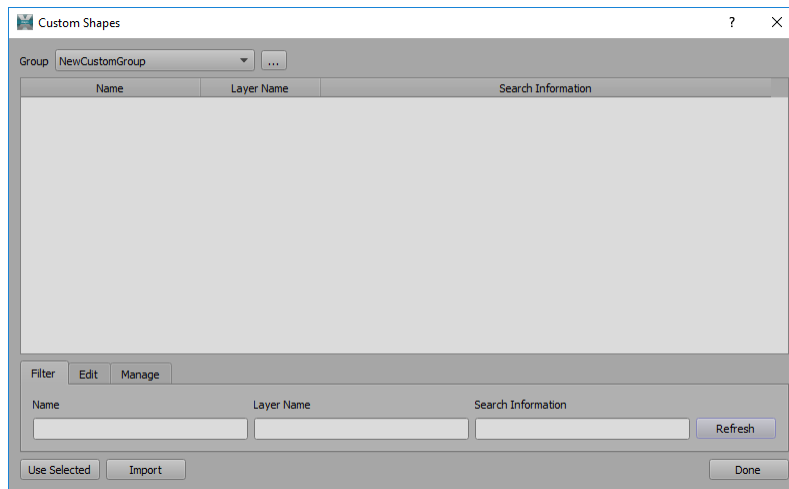 Custom Shapes ?
Group NewCustomGroup ...
Name Layer Name Search Information
Filter Edit Manage
Name Layer Name Search Information
Refresh
Use Selected Import Done